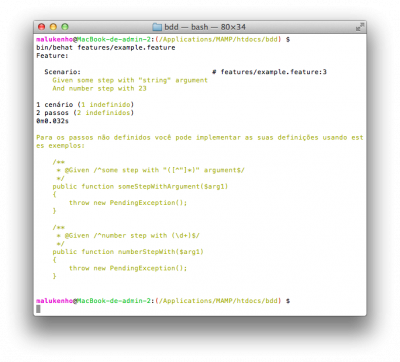 bdd — bash — 80×34
malukenho@MacBook-de-admin-2:(/Applications/MAMP/htdocs/bdd) $
bin/behat features/example.feature
Feature:
Scenario: # features/example.feature:3
Given some step with "string" argument
And number step with 23
1 cenário (1 indefinido)
2 passos (2 indefinidos)
0m0.032s
Para os passos não definidos você pode implementar as suas definições usando est
es exemplos:
/**
* @Given /^some step with "([^"]*)" argument$/
*/
public function someStepWithArgument($arg1)
{
throw new PendingException();
}
/**
* @Given /^number step with (\d+)$/
*/
public function numberStepWith($arg1)
{
throw new PendingException();
}
malukenho@MacBook-de-admin-2:(/Applications/MAMP/htdocs/bdd) $